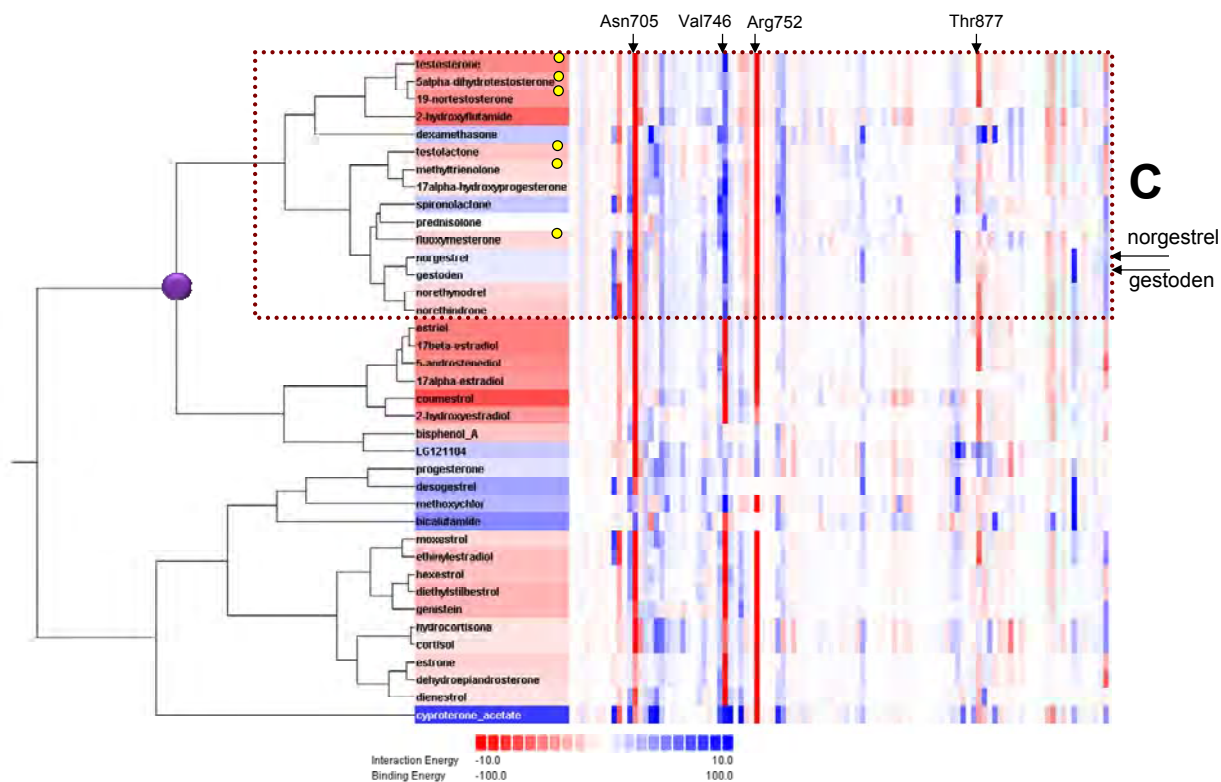 Asn705 Val746 Arg752 Thr877
testosterone
5alpha-dihydrotestosterone
19-nortestosterone
2-hydroxyflutamide
dexamethasone
testolactone
methyltrienolone
17alpha-hydroxyprogesterone
spironolactone
prednisolone
fluoxymesterone
norgestrel
gestoden
norethynodrel
norethindrone
C
norgestrel
gestoden
estriol
17beta-estradiol
5-androstenediol
17alpha-estradiol
coumestrol
2-hydroxyestradiol
bisphenol_A
LG121104
progesterone
desogestrel
methoxychlor
bicalutamide
moxestrol
ethinylestradiol
hexestrol
diethylstilbestrol
genistein
hydrocortisona
cortisol
estrone
dehydroepiandrosterone
dienestrol
cyproterone_acetate
Interaction Energy -10.0 10.0
Binding Energy -100.0 100.0